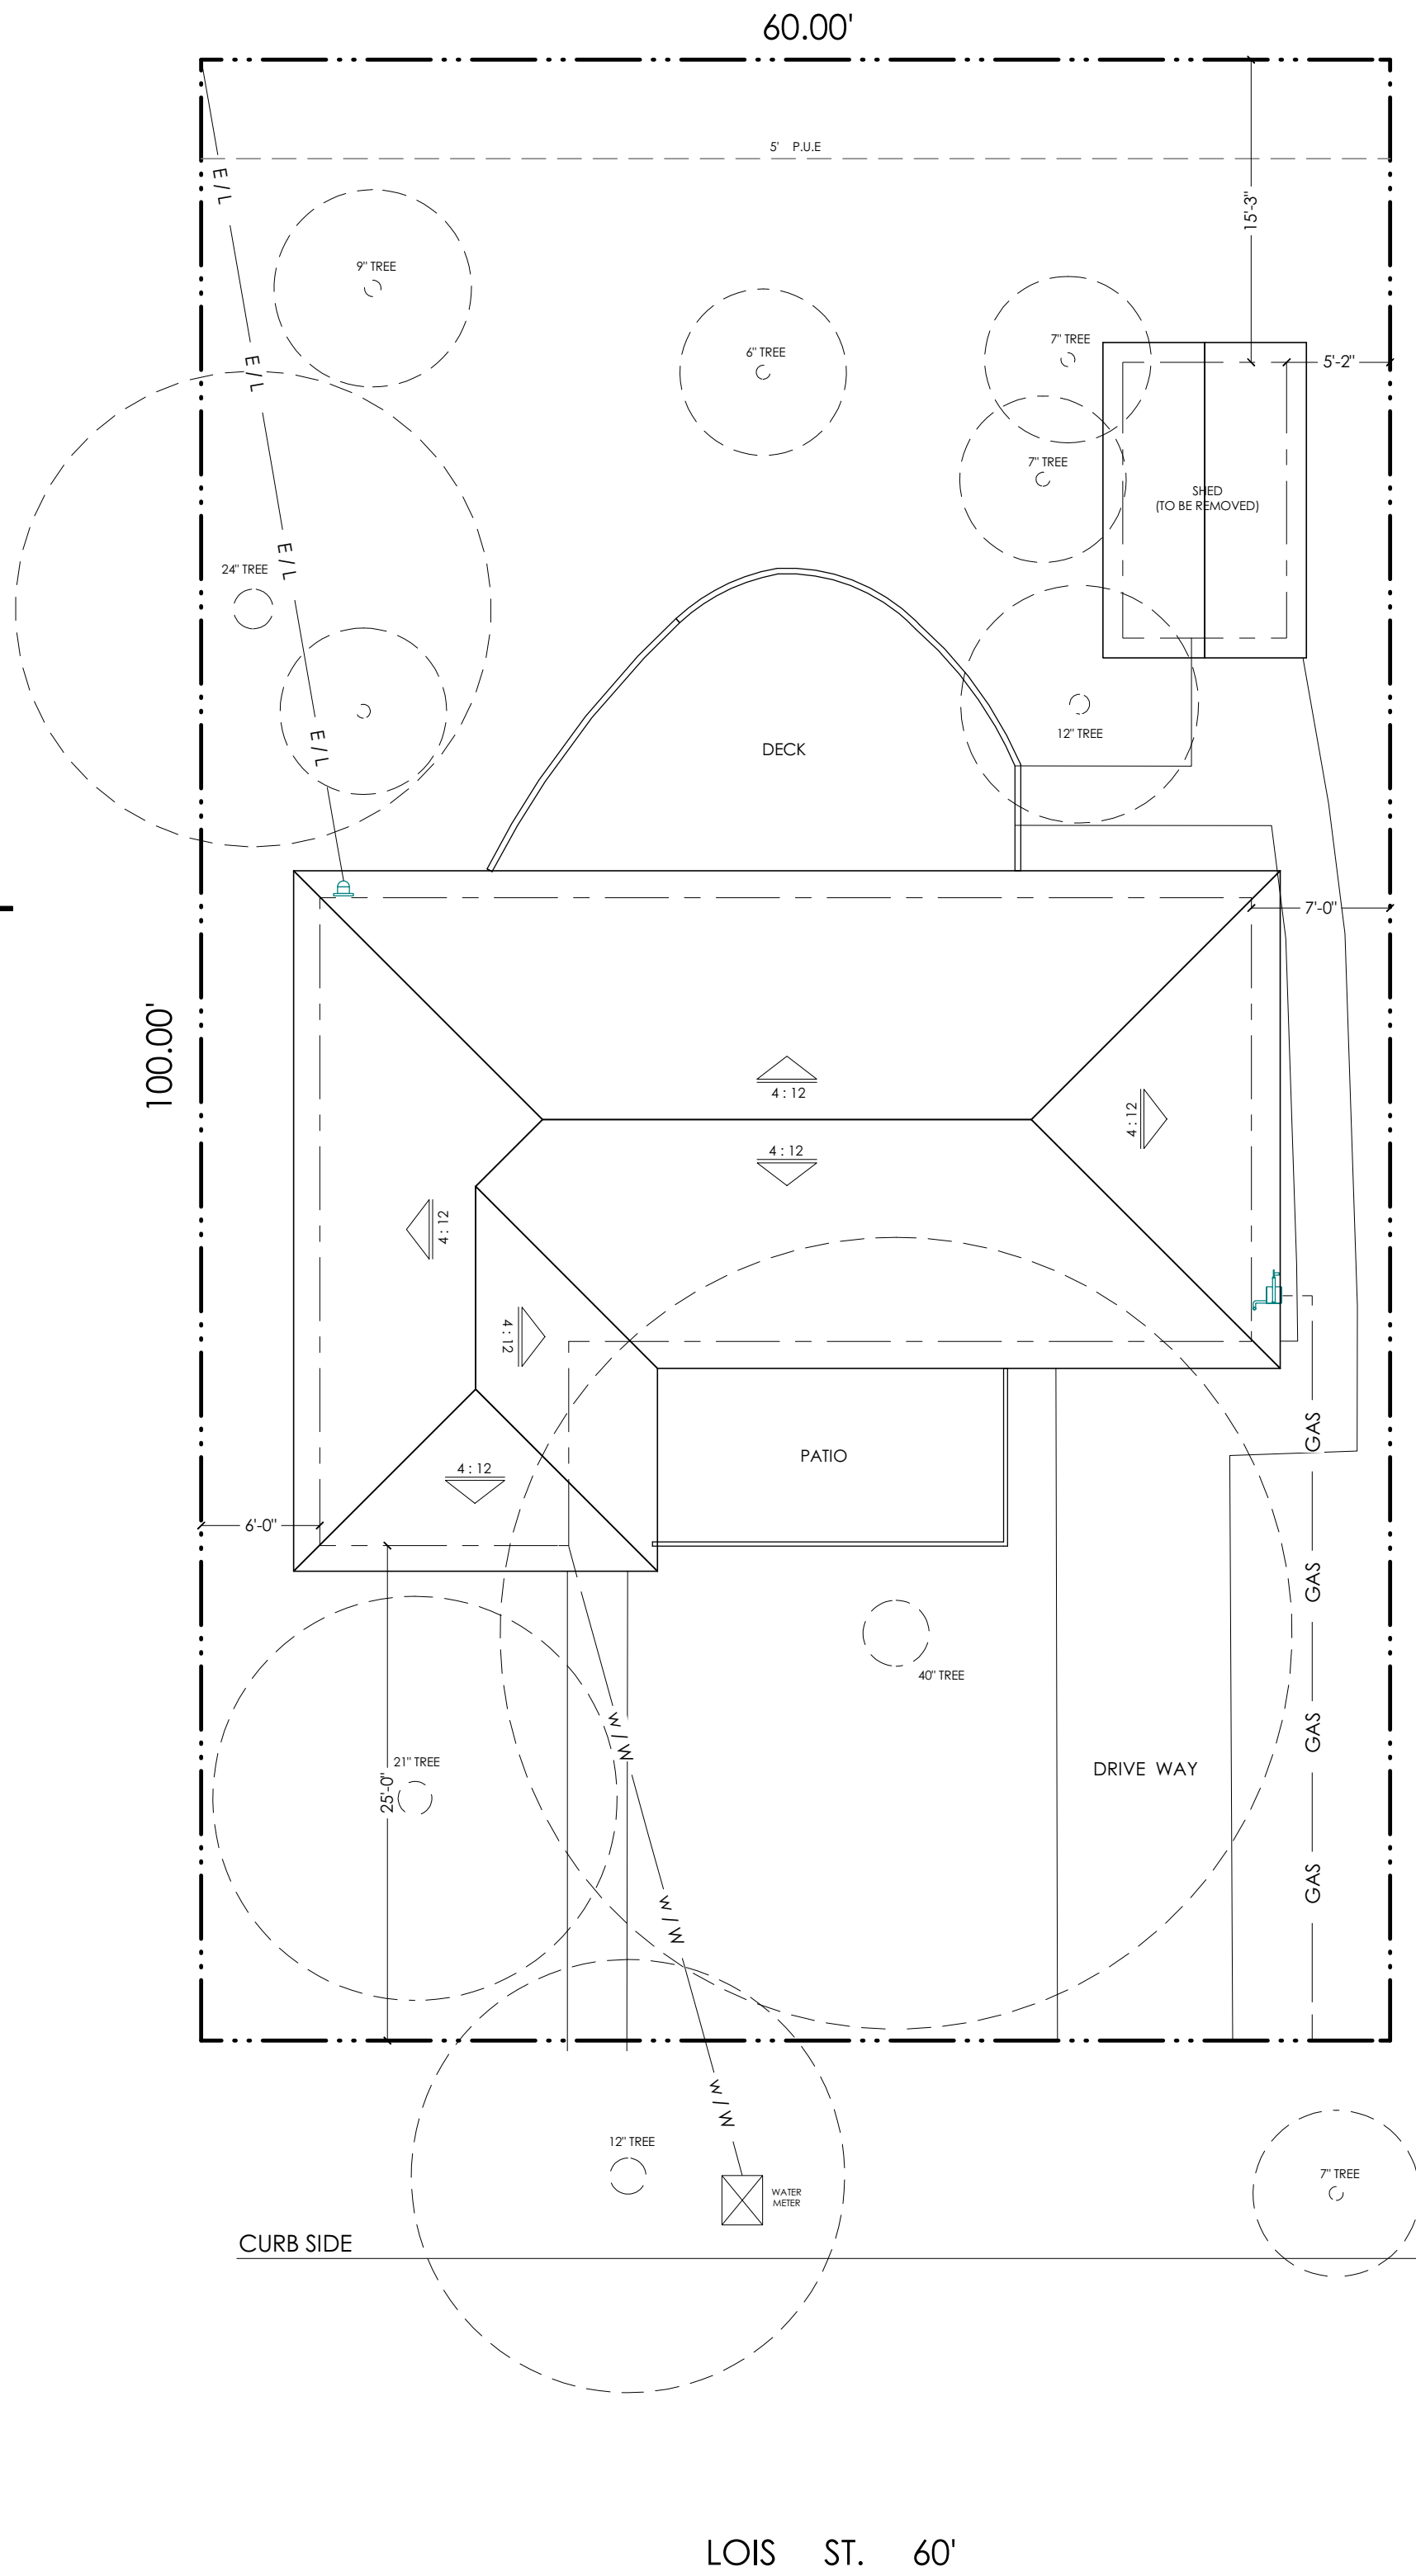 60.00'
5' P.U.E
E / L
15'-3"
9" TREE
7" TREE
6" TREE
E / L
5'-2"
7" TREE
SHED
(TO BE REMOVED)
E / L
24" TREE
12" TREE
E / L
DECK
7'-0"
100.00'
4 : 12
4 : 12
4 : 12
4 : 12
4 : 12
GAS
PATIO
4 : 12
6'-0"
GAS
40" TREE
W / W
GAS
21" TREE
DRIVE WAY
25'-0"
GAS
W / W
W / W
12" TREE
7" TREE
WATER
METER
CURB SIDE
LOIS ST. 60'